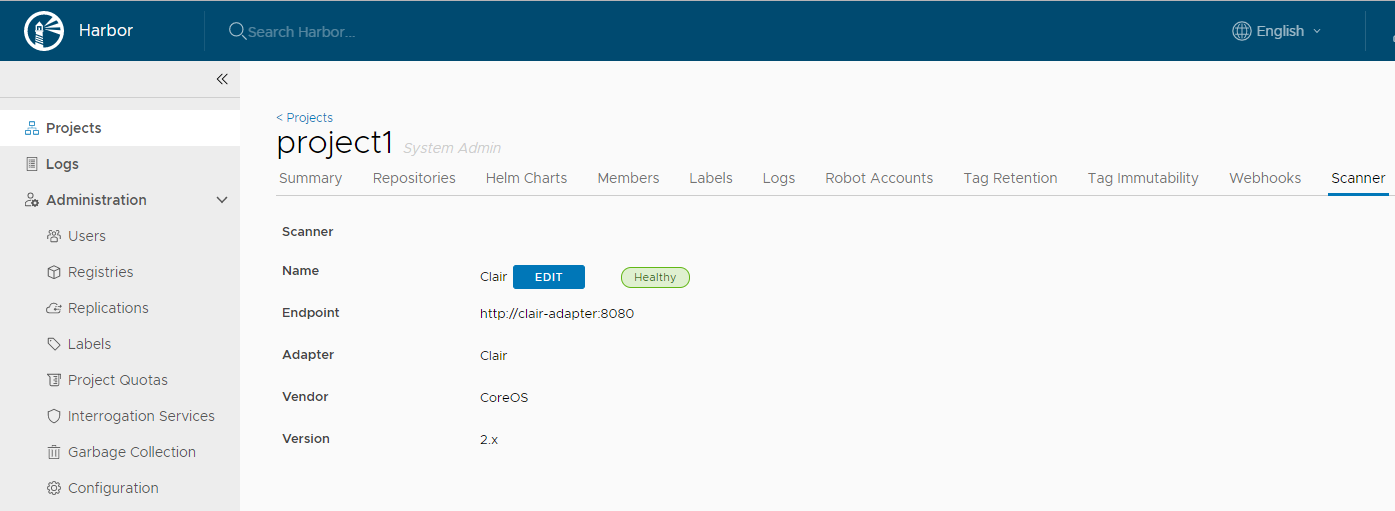 Harbor
Search Harbor...
English
Projects
Logs
Administration
Users
Registries
Replications
Labels
Project Quotas
Interrogation Services
Garbage Collection
Configuration
< Projects
project1 System Admin
Summary Repositories Helm Charts Members Labels Logs Robot Accounts Tag Retention Tag Immutability Webhooks Scanner
Scanner
Name Clair EDIT Healthy
Endpoint http://clair-adapter:8080
Adapter Clair
Vendor CoreOS
Version 2.x